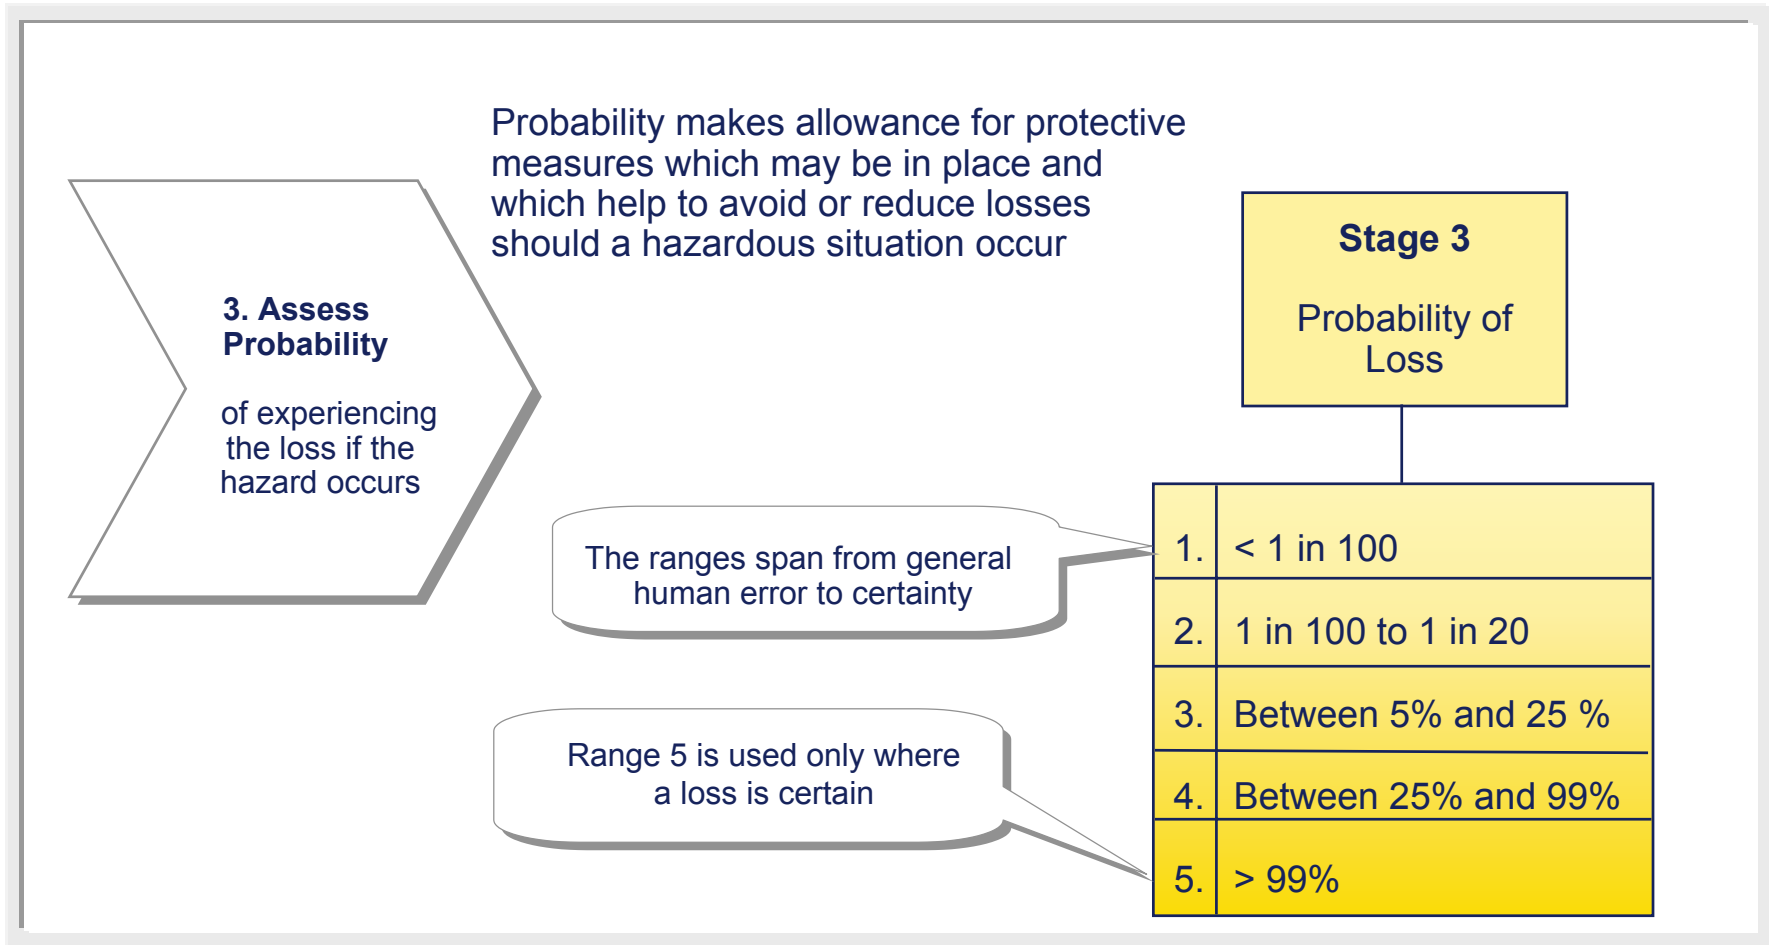 Probability makes allowance for protective
measures which may be in place and
which help to avoid or reduce losses
should a hazardous situation occur
3. Assess
Probability
of experiencing
the loss if the
hazard occurs
Stage 3
Probability of
Loss
The ranges span from general
human error to certainty
Range 5 is used only where
a loss is certain
1. < 1 in 100
2. 1 in 100 to 1 in 20
3. Between 5% and 25 %
4. Between 25% and 99%
5. > 99%